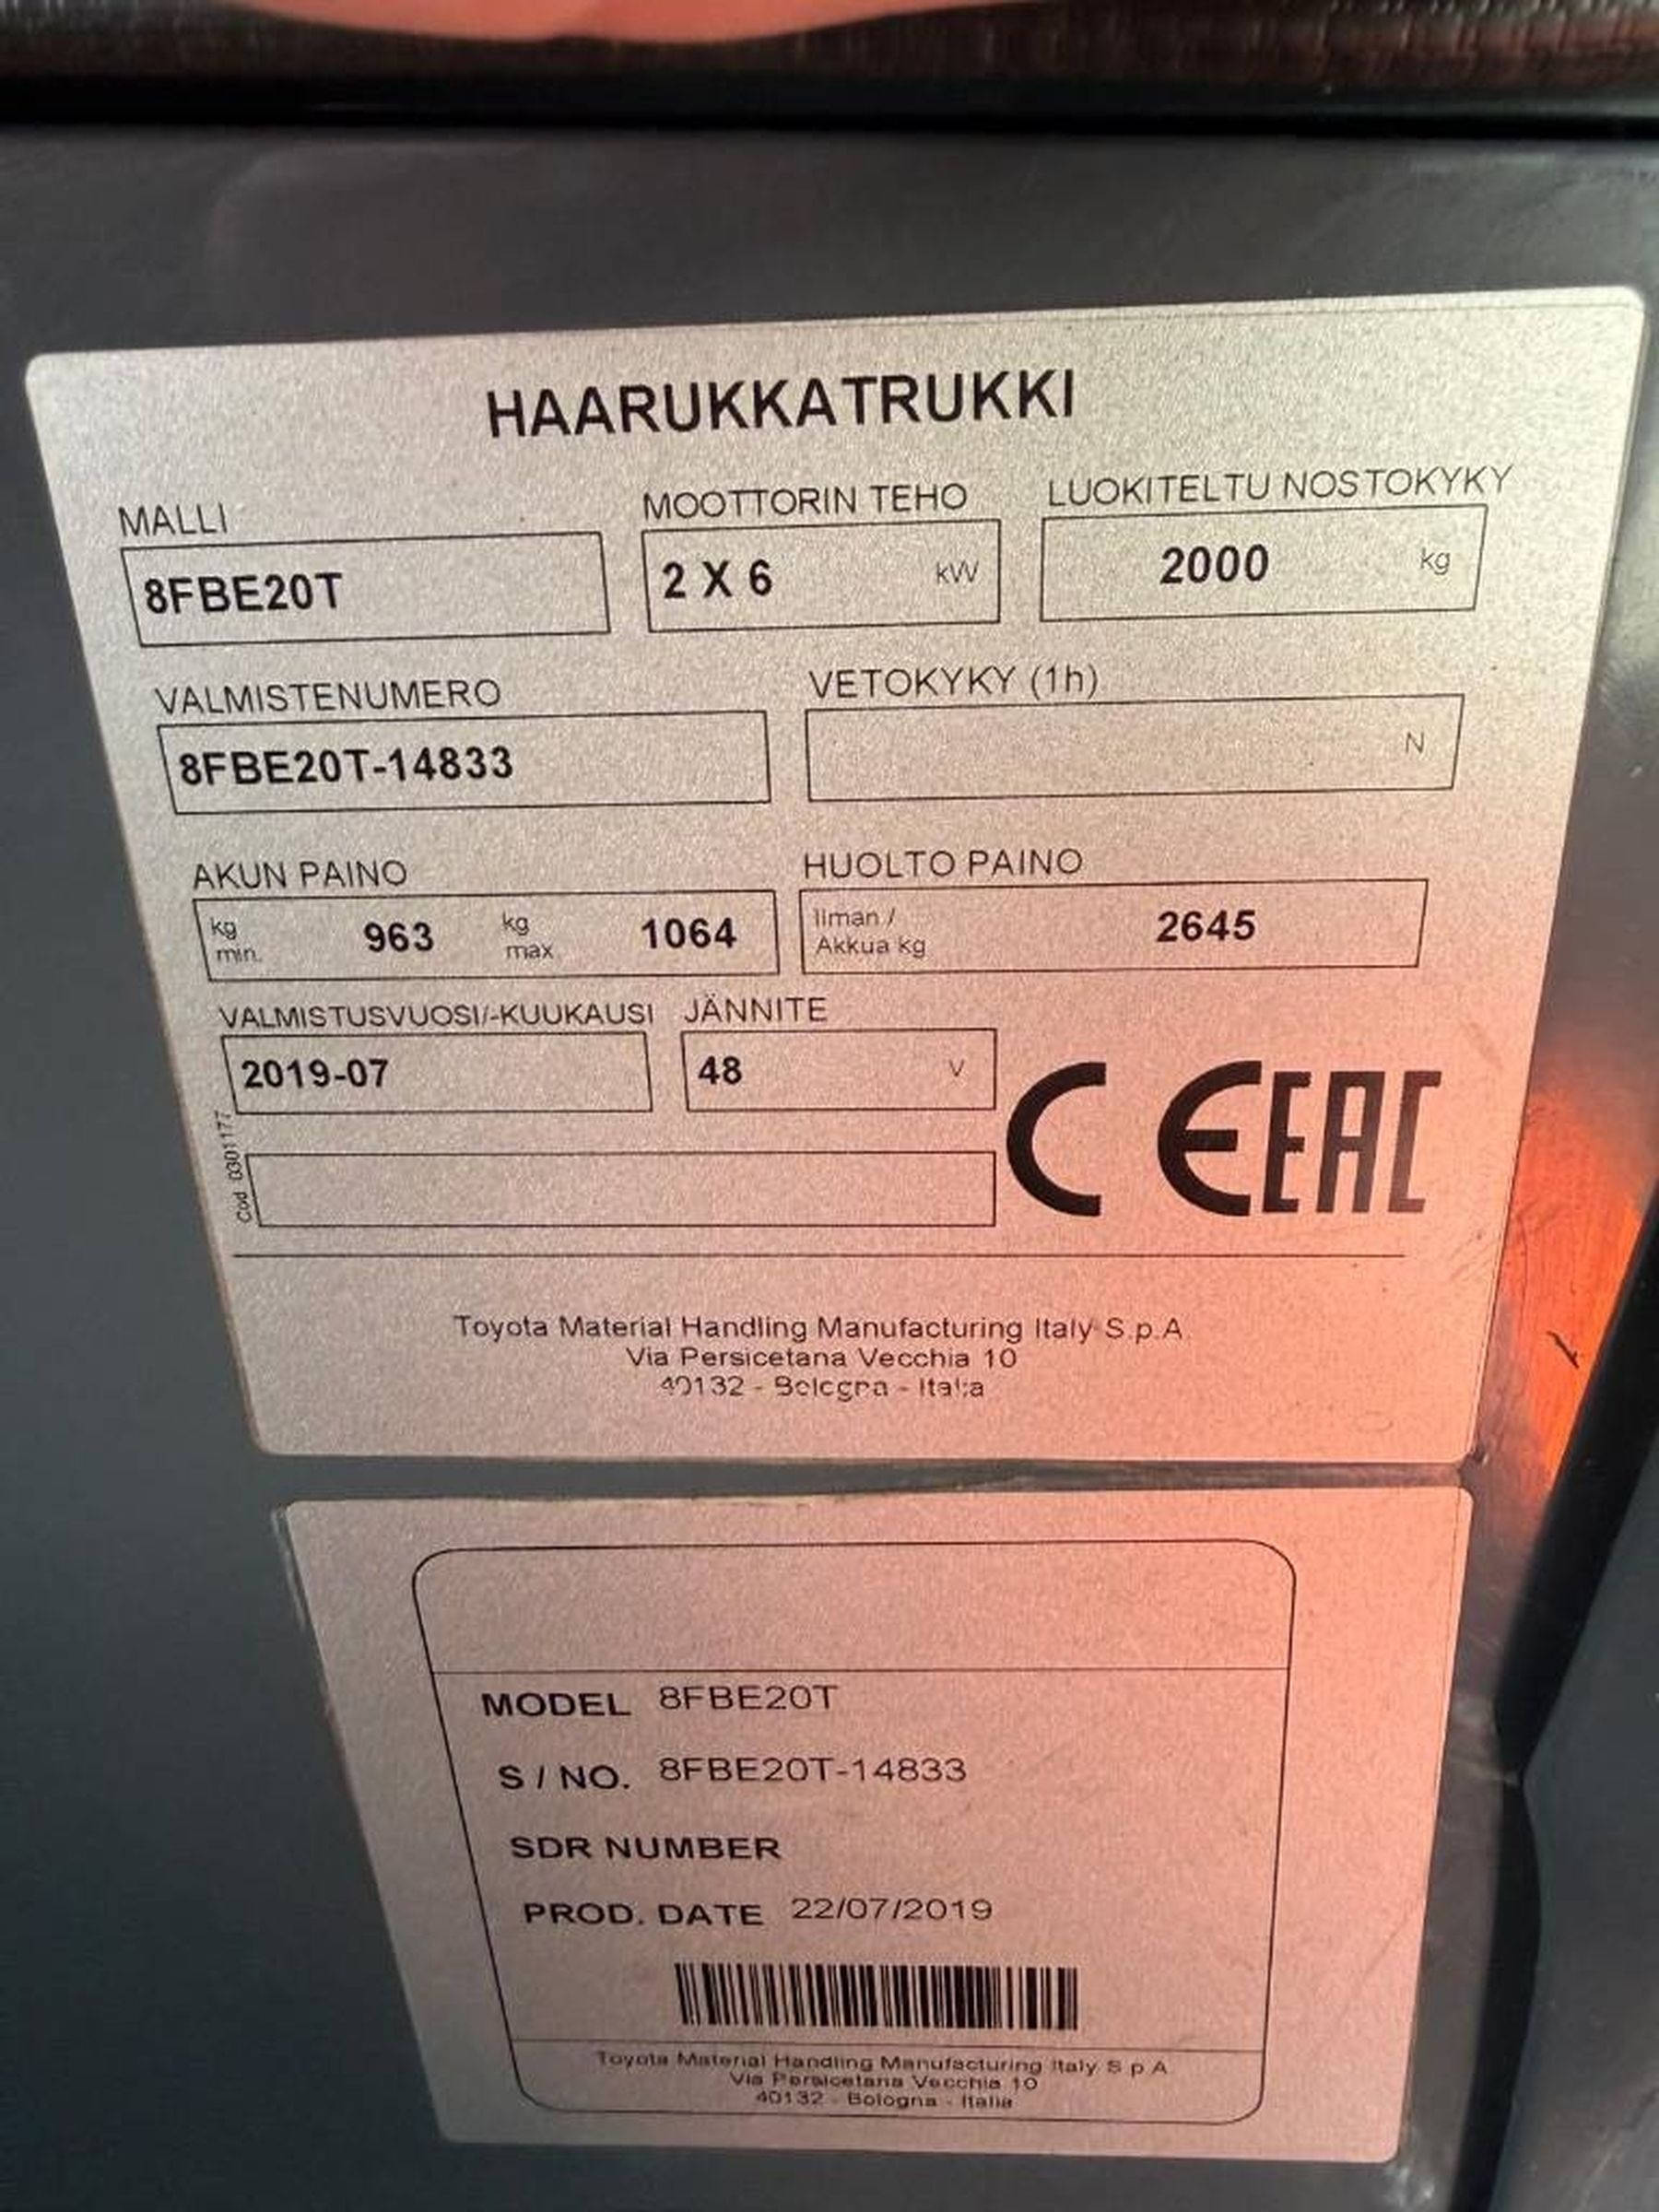 HAARUKKATRUKKI
MALLI MOOTTORIN TEHO LUOKITELTU NOSTOKYKY
8FBE20T 2 X 6 kW 2000 kg
VALMISTENUMERO VETOKYKY (1h)
8FBE20T-14833 N
AKUN PAINO HUOLTO PAINO
kg min. 963 kg max 1064 Ilman / Akkua kg 2645
VALMISTUSVUOSI/-KUUKAUSI JÄNNITE
2019-07 48 V
CE EAC
Cod 0301177
Toyota Material Handling Manufacturing Italy S.p.A.
Via Persicetana Vecchia 10
40132 - Bologna - Italia
MODEL 8FBE20T
S / NO. 8FBE20T-14833
SDR NUMBER
PROD. DATE 22/07/2019
Toyota Material Handling Manufacturing Italy S p A
Via Persicetana Vecchia 10
40132 - Bologna - Italia